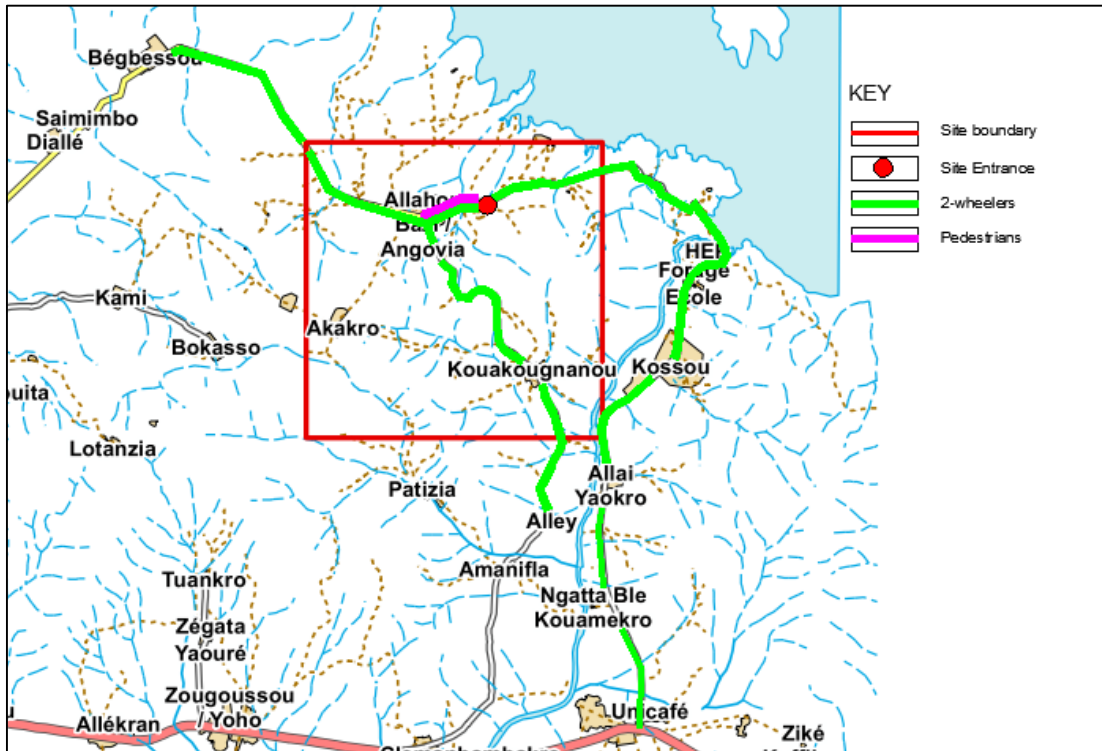 Bégbessou
KEY
Site boundary
Saimimbo
Diallé
Site Entrance
2-wheelers
Allaho
Pedestrians
Angovia
Forage
Ecole
Kami
Akakro
Bokasso
Kouakougnanou
Kossou
Lotanzia
Allai
Yaokro
Patizia
Alley
Amanifla
Tuankro
Ngatta Ble
Kouamekro
Zégata
Yaouré
Zougoussou
Yoho
Unicafé
Allékran
Ziké